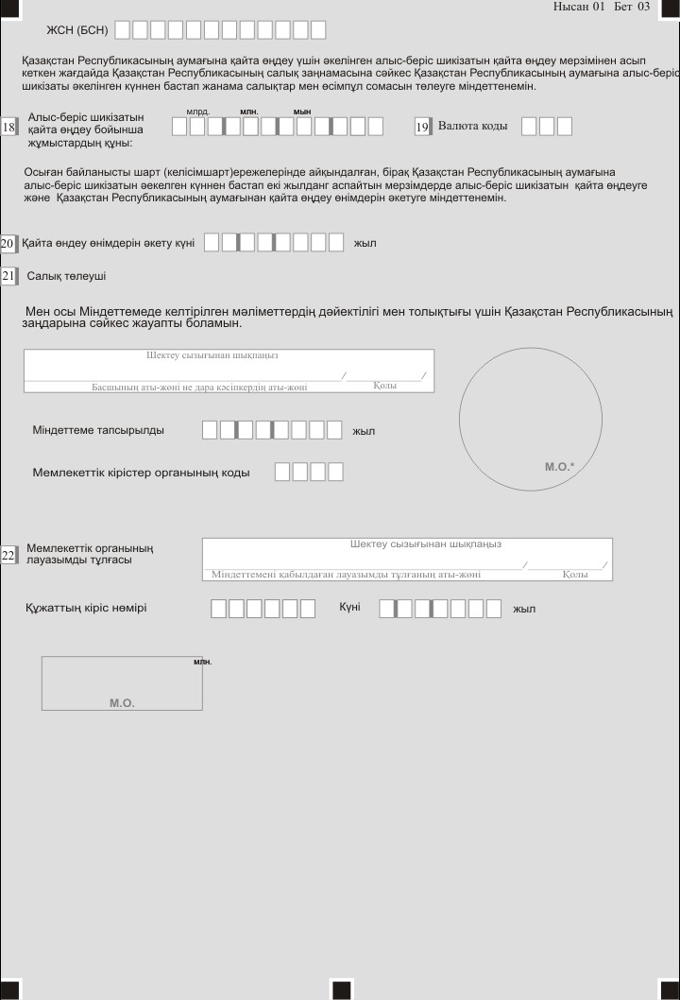 Нысан 01 Бет 03
ЖСН (БСН)
Қазақстан Республикасының аумағына қайта өңдеу үшін әкелінген алыс-беріс шикізатын қайта өңдеу мерзімінен асып
кеткен жағдайда Қазақстан Республикасының салық заңнамасына сәйкес Қазақстан Республикасының аумағына алыс-беріс
шикізаты әкелінген күннен бастап жанама салықтар мен өсімпұл сомасын төлеуге міндеттенемін.
млрд. млн. мын
18 Алыс-беріс шикізатын
қайта өңдеу бойынша
жұмыстардың құны:
19 Валюта коды
Осыған байланысты шарт (келісімшарт)ережелерінде айқындалған, бірақ Қазақстан Республикасының аумағына
алыс-беріс шикізатын әекелген күннен бастап екі жылданг аспайтын мерзімдерде алыс-беріс шикізатын қайта өңдеуге
және Қазақстан Республикасының аумағынан қайта өңдеу өнімдерін әкетуге міндеттенемін.
20 Қайта өңдеу өнімдерін әкету күні жыл
21 Салық төлеуші
Мен осы Міндеттемеде келтірілген мәліметтердің дәйектілігі мен толықтығы үшін Қазақстан Республикасының
заңдарына сәйкес жауапты боламын.
Шектеу сызығынан шықпаңыз
/ /
Басшының аты-жөні не дара кәсіпкердің аты-жөні Қолы
Міндеттеме тапсырылды жыл
М.О.*
Мемлекеттік кірістер органының коды
22 Мемлекеттік органының
лауазымды тұлғасы
Шектеу сызығынан шықпаңыз
/ /
Міндеттемені қабылдаған лауазымды тұлғаның аты-жөні Қолы
Құжаттың кіріс нөмірі Күні жыл
млн.
М.О.